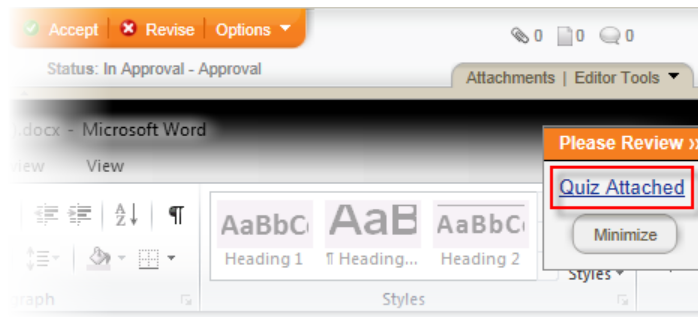 Accept Revise Options
0 0 0
Status: In Approval - Approval
Attachments | Editor Tools
.docx - Microsoft Word
Please Review »
View
Quiz Attached
Minimize
AaBbC AaB AaBbC
Heading 1 ¶ Heading... Heading 2
Styles
Styles